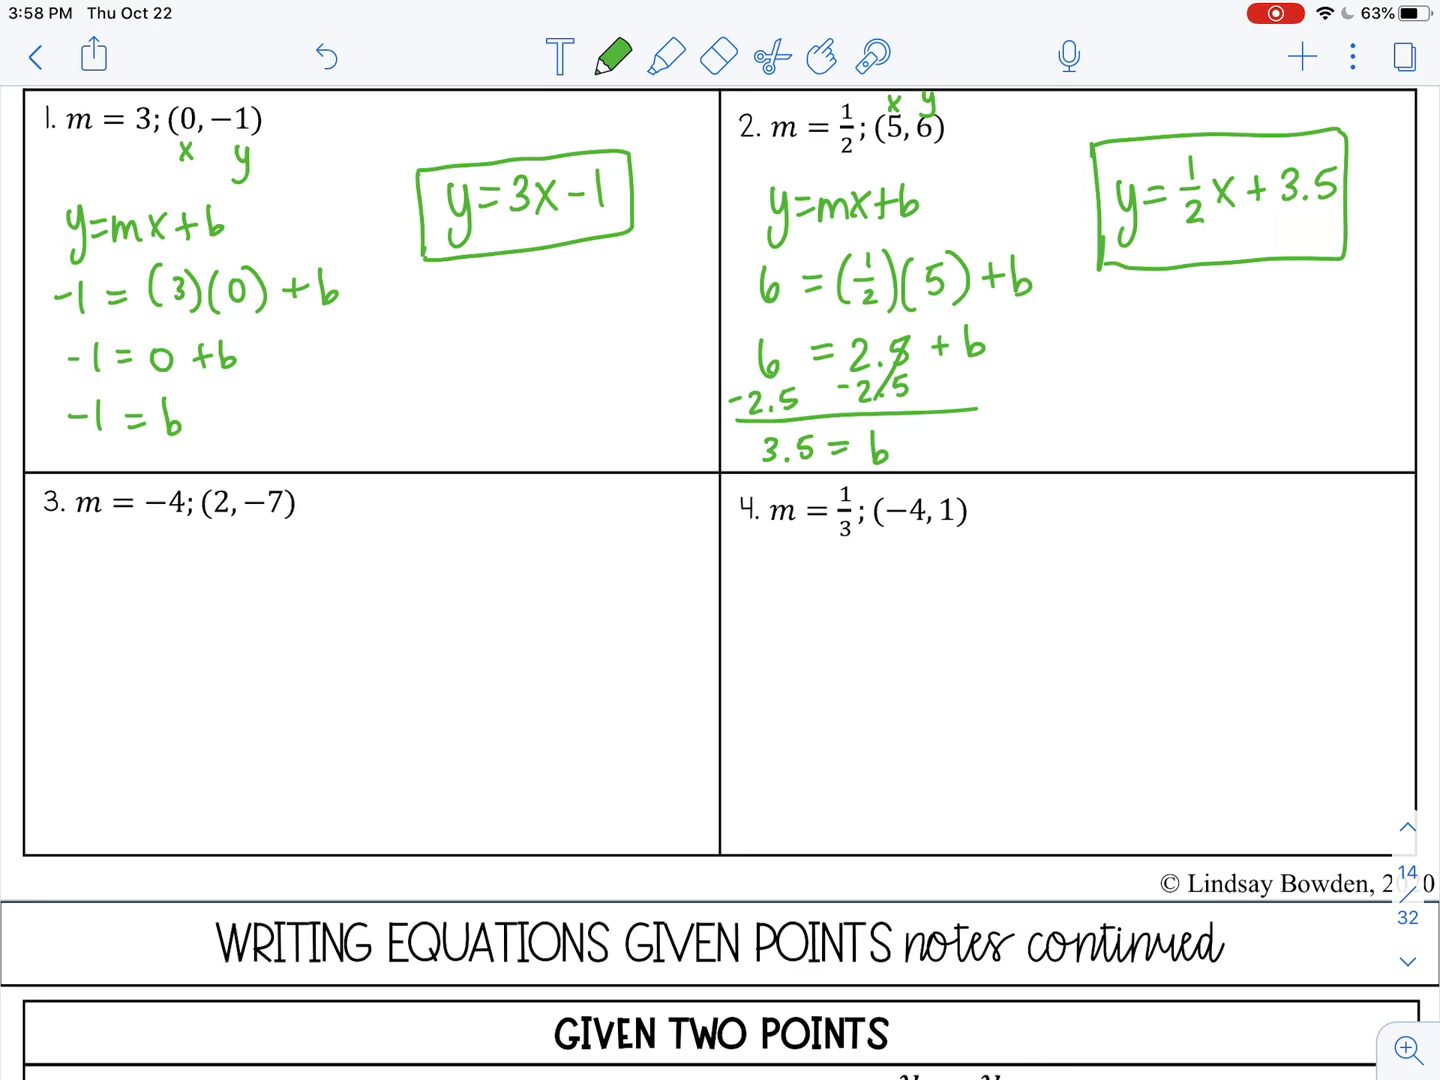 3:58 PM Thu Oct 22
63%
1. m = 3; (0, −1)
x y
y=mx+b
-1 = (3)(0) +b
-1 = 0 +b
-1 = b
y=3x-1
2. m = 1/2; (5, 6)
x y
y=mx+b
6 = (1/2)(5)+b
6 = 2.5 + b
-2.5 -2.5
3.5 = b
y= 1/2 x + 3.5
3. m = −4; (2, −7)
4. m = 1/3; (−4, 1)
© Lindsay Bowden, 2020
14/32
WRITING EQUATIONS GIVEN POINTS notes continued
GIVEN TWO POINTS